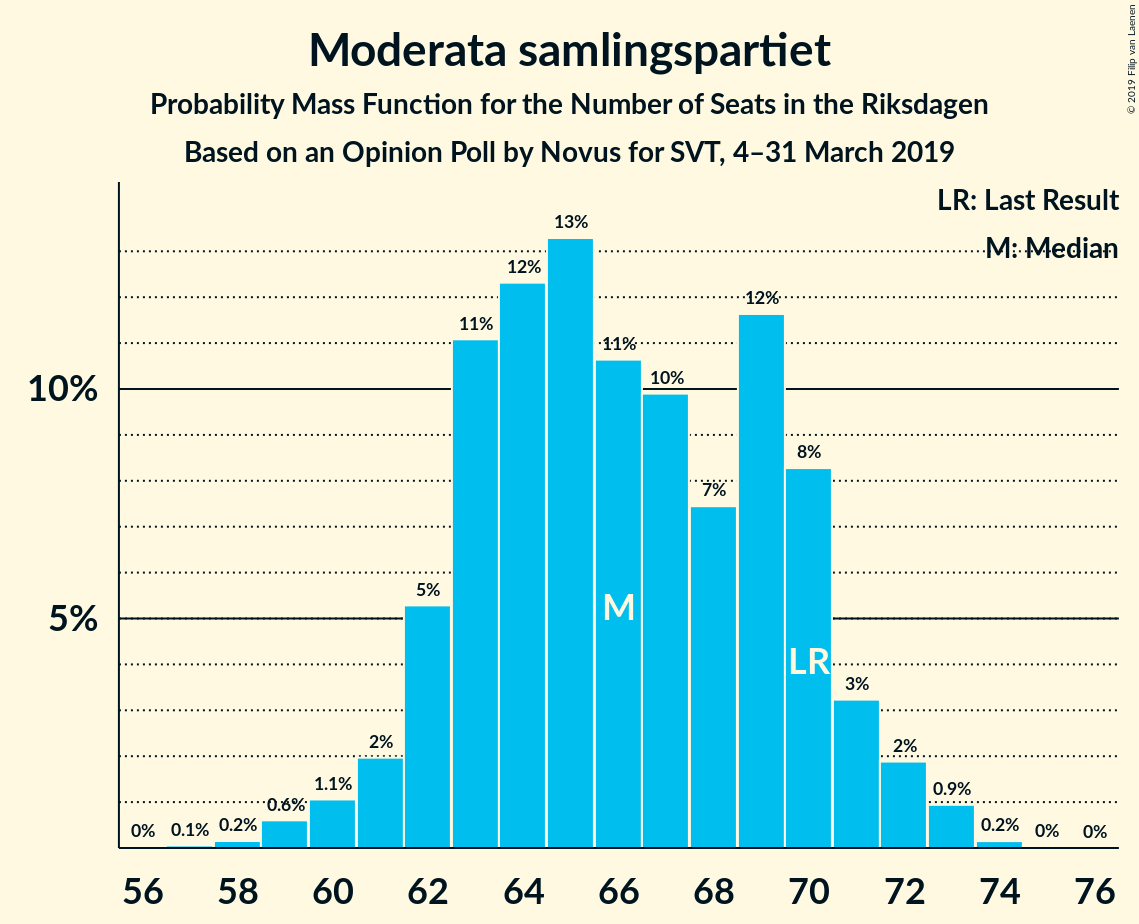 Moderata samlingspartiet
Probability Mass Function for the Number of Seats in the Riksdagen
Based on an Opinion Poll by Novus for SVT, 4–31 March 2019
© 2019 Filip van Laenen
LR: Last Result
M: Median
10%
5%
0%
0.1%
0.2%
0.6%
1.1%
2%
5%
11%
12%
13%
11%
10%
7%
12%
8%
3%
2%
0.9%
0.2%
0%
0%
M
LR
56 58 60 62 64 66 68 70 72 74 76